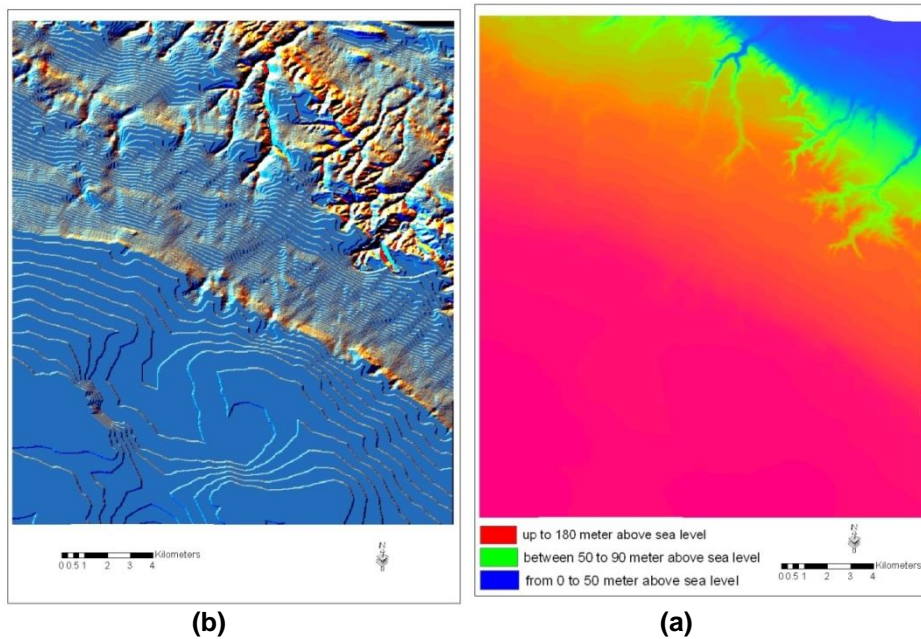 Kilometers
0 0.5 1 2 3 4
N
up to 180 meter above sea level
between 50 to 90 meter above sea level
from 0 to 50 meter above sea level
N
Kilometers
0 0.5 1 2 3 4
(b)
(a)